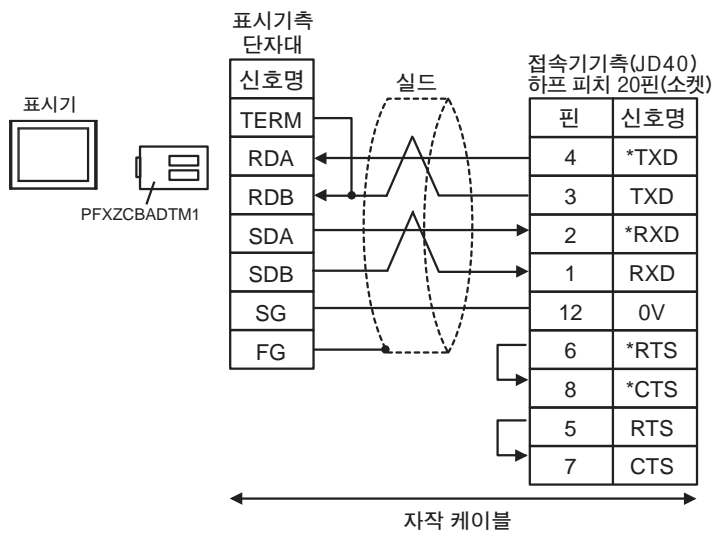 표시기측
단자대
신호명
TERM
RDA
RDB
SDA
SDB
SG
FG
표시기
PFXZCBADTM1
실드
접속기기측(JD40)
하프 피치 20핀(소켓)
핀 신호명
4 *TXD
3 TXD
2 *RXD
1 RXD
12 0V
6 *RTS
8 *CTS
5 RTS
7 CTS
자작 케이블